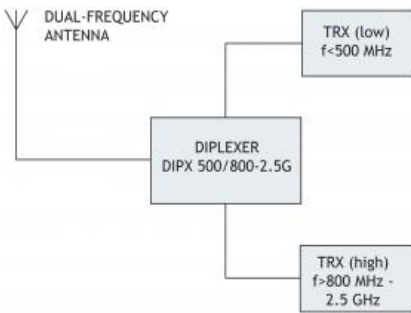 DUAL-FREQUENCY
ANTENNA
TRX (low)
f<500 MHz
DIPLEXER
DIPX 500/800-2.5G
TRX (high)
f>800 MHz -
2.5 GHz